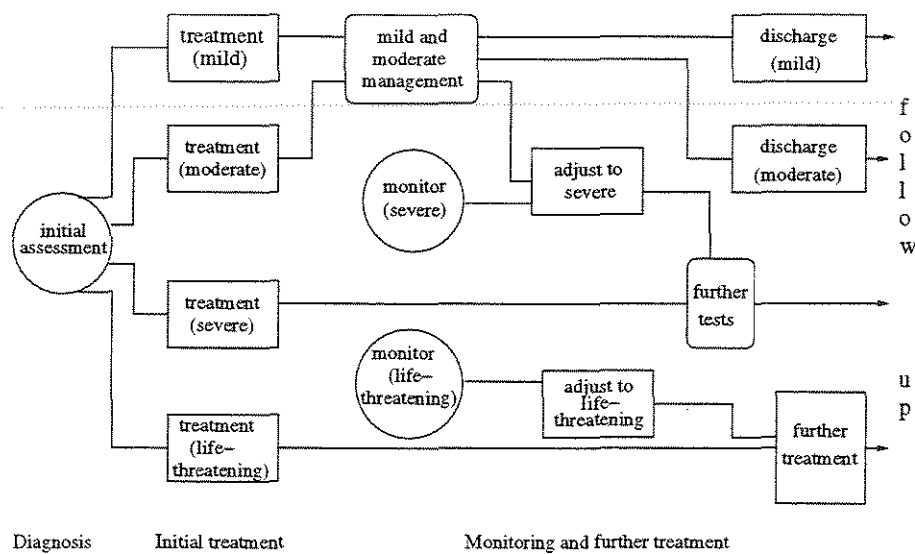 treatment
(mild)
mild and
moderate
management
discharge
(mild)
treatment
(moderate)
monitor
(severe)
adjust to
severe
discharge
(moderate)
initial
assessment
treatment
(severe)
further
tests
monitor
(life–
threatening)
adjust to
life–
threatening
treatment
(life–
threatening)
further
treatment
f
o
l
l
o
w
u
p
Diagnosis
Initial treatment
Monitoring and further treatment